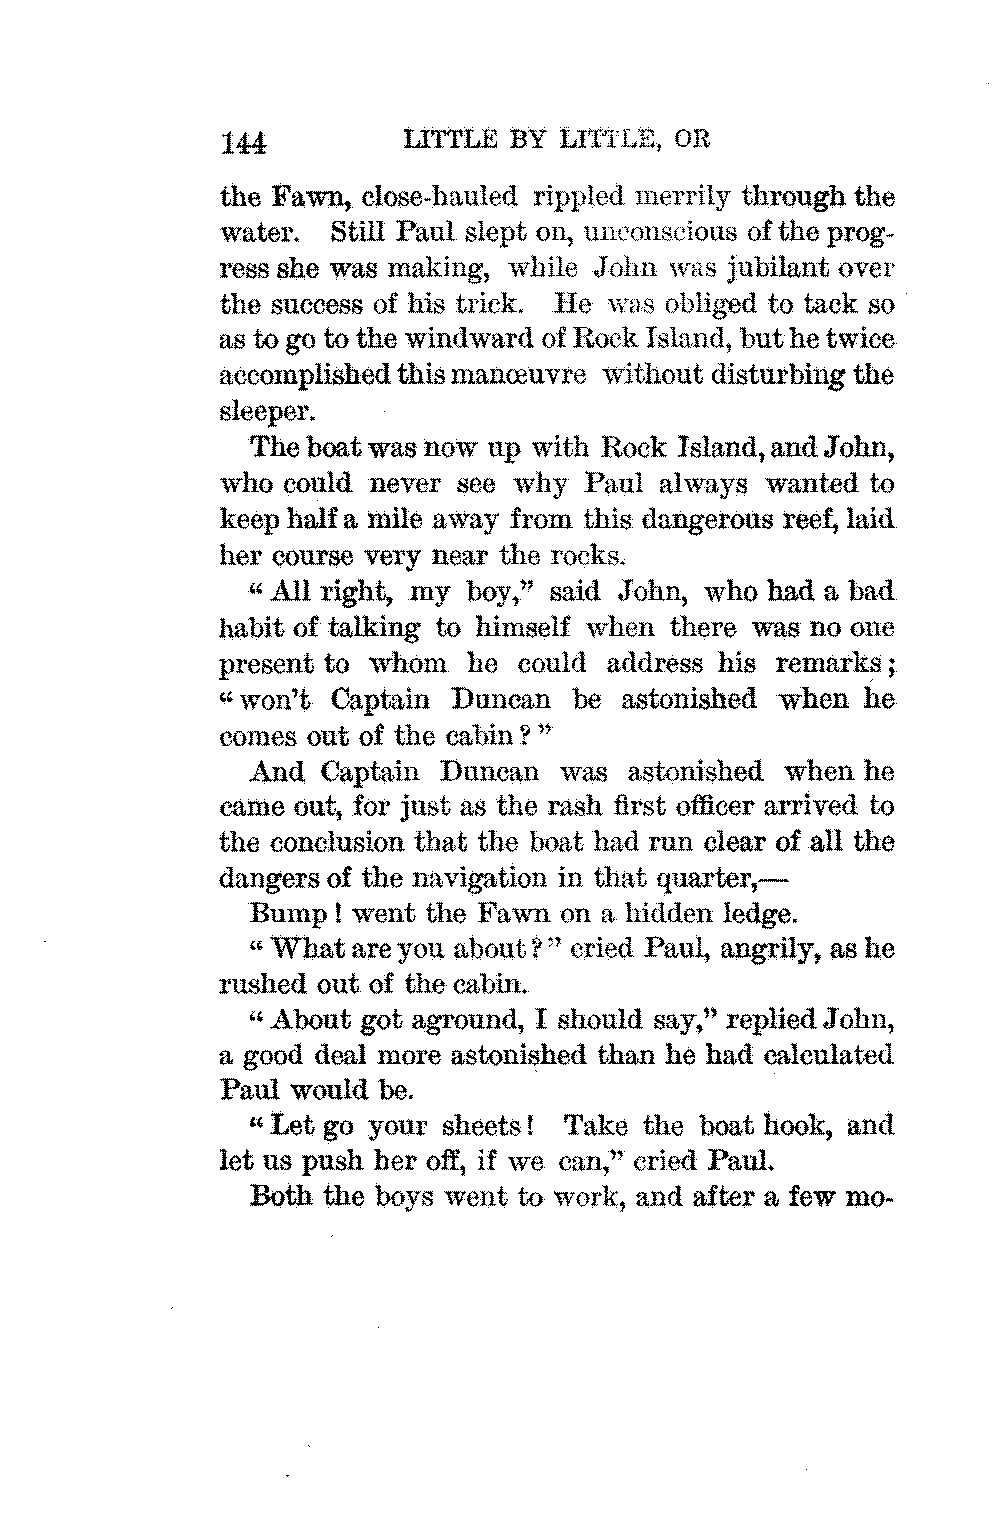 144 LITTLE BY LITTLE, OR
the Fawn, close-hauled rippled merrily through the
water. Still Paul slept on, unconscious of the prog-
ress she was making, while John was jubilant over
the success of his trick. He was obliged to tack so
as to go to the windward of Rock Island, but he twice
accomplished this manœuvre without disturbing the
sleeper.
The boat was now up with Rock Island, and John,
who could never see why Paul always wanted to
keep half a mile away from this dangerous reef, laid
her course very near the rocks.
“ All right, my boy,” said John, who had a bad
habit of talking to himself when there was no one
present to whom he could address his remarks ;
“ won’t Captain Duncan be astonished when he
comes out of the cabin ? ”
And Captain Duncan was astonished when he
came out, for just as the rash first officer arrived to
the conclusion that the boat had run clear of all the
dangers of the navigation in that quarter,—
Bump ! went the Fawn on a hidden ledge.
“ What are you about ? ” cried Paul, angrily, as he
rushed out of the cabin.
“ About got aground, I should say,” replied John,
a good deal more astonished than he had calculated
Paul would be.
“ Let go your sheets ! Take the boat hook, and
let us push her off, if we can,” cried Paul.
Both the boys went to work, and after a few mo-